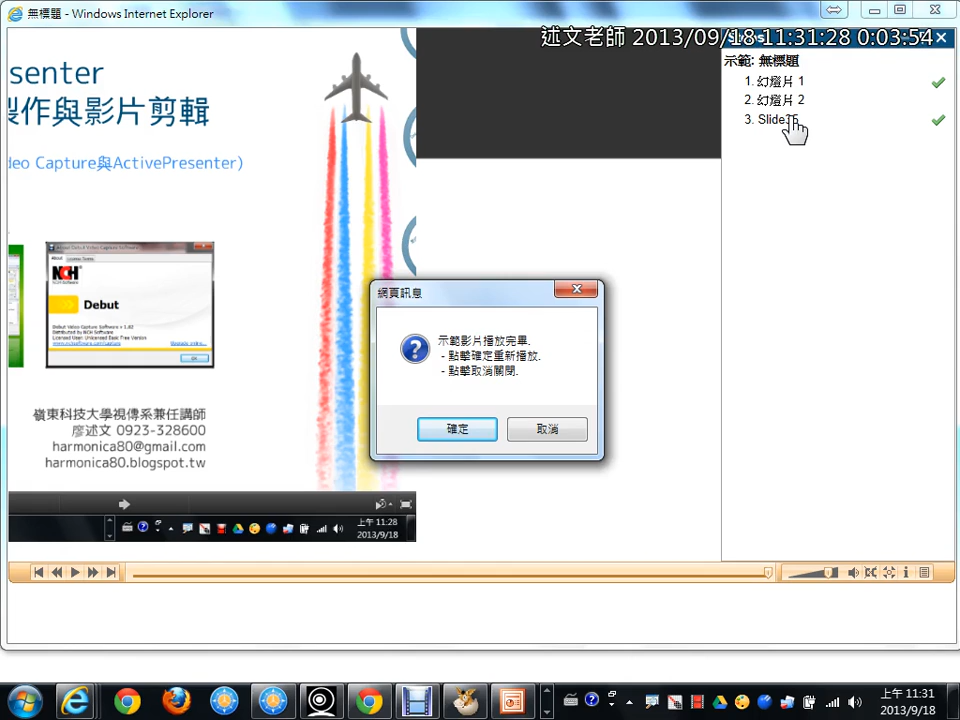 無標題 - Windows Internet Explorer
述文老師 2013/09/18 11:31:28 0:03:54
senter
製作與影片剪輯
deo Capture與ActivePresenter)
示範: 無標題
1. 幻燈片 1
2. 幻燈片 2
3. Slide
NCH
Debut
OK
網頁訊息
示範影片播放完畢.
- 點擊確定重新播放.
- 點擊取消關閉.
確定
取消
嶺東科技大學視傳系兼任講師
廖述文 0923-328600
harmonica80@gmail.com
harmonica80.blogspot.tw
上午 11:28
2013/9/18
上午 11:31
2013/9/18